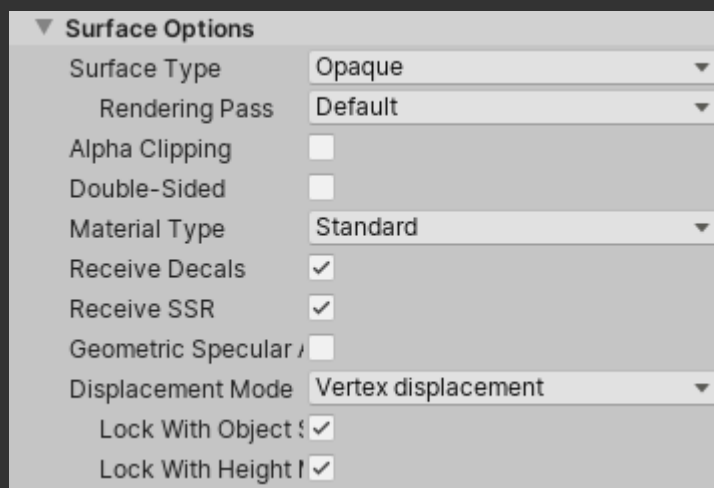 Surface Options
Surface Type Opaque
Rendering Pass Default
Alpha Clipping
Double-Sided
Material Type Standard
Receive Decals
Receive SSR
Geometric Specular
Displacement Mode Vertex displacement
Lock With Object
Lock With Height